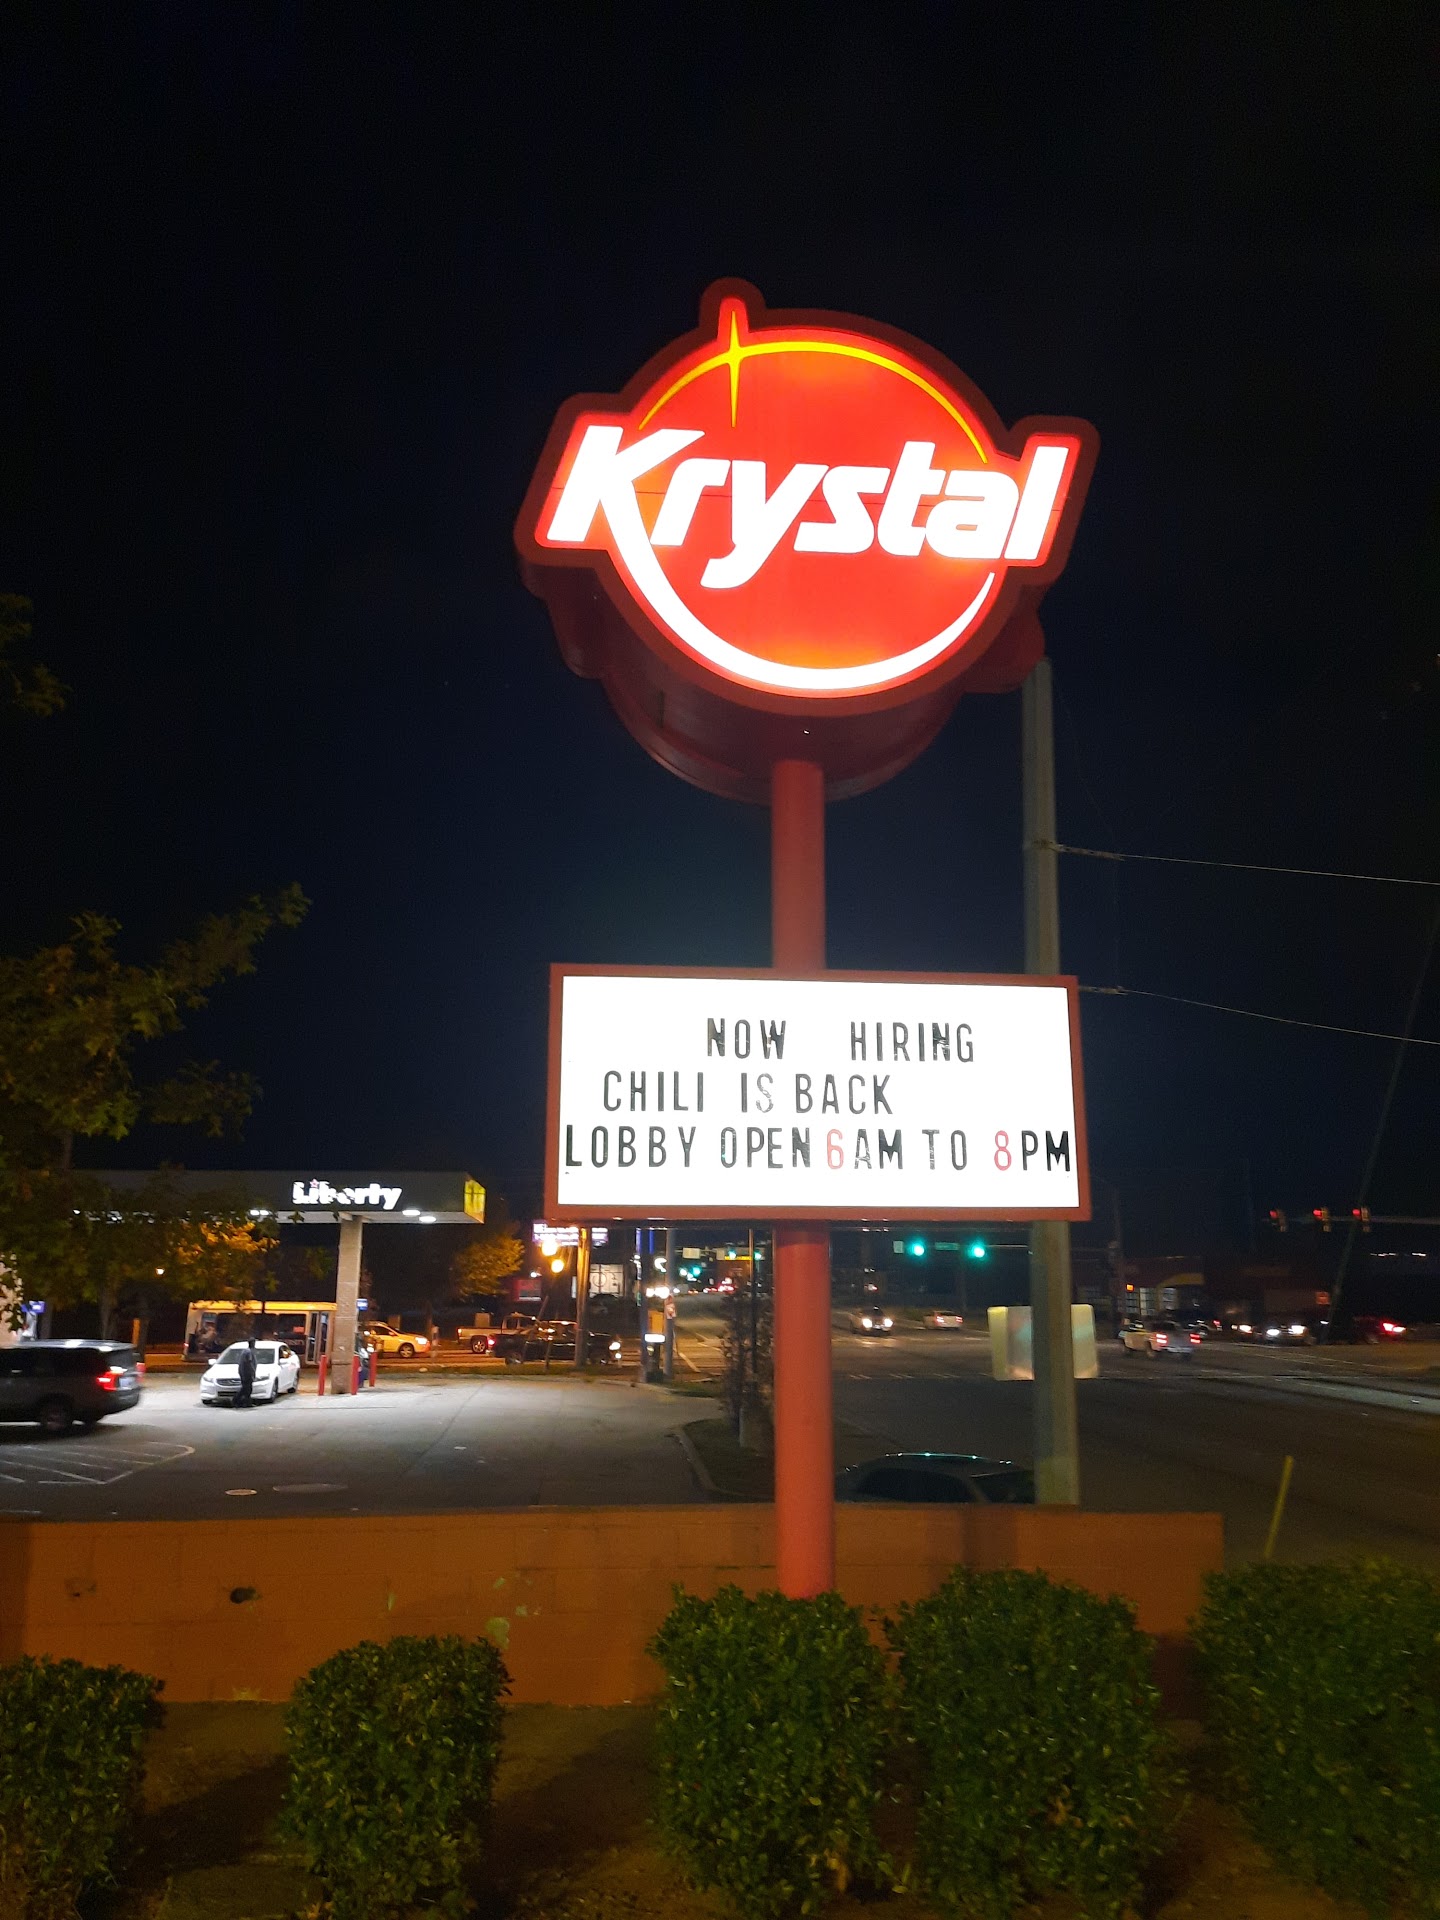 Krystal
NOW HIRING
CHILI IS BACK
LOBBY OPEN 6AM TO 8PM
Liberty